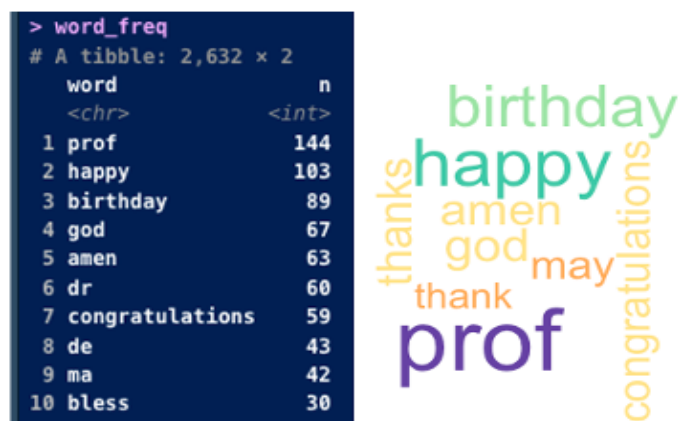 > word_freq
# A tibble: 2,632 × 2
word n
<chr> <int>
1 prof 144
2 happy 103
3 birthday 89
4 god 67
5 amen 63
6 dr 60
7 congratulations 59
8 de 43
9 ma 42
10 bless 30
birthday
happy
thanks
congratulations
amen
god
may
thank
prof